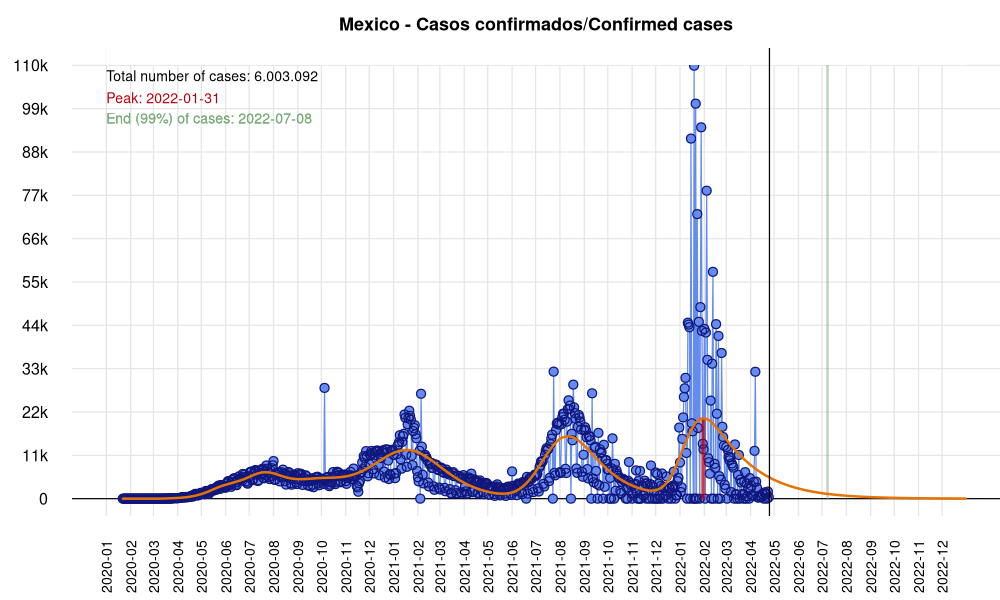 Mexico - Casos confirmados/Confirmed cases
110k
Total number of cases: 6.003.092
Peak: 2022-01-31
99k
End (99%) of cases: 2022-07-08
88k
77k
66k
55k
44k
33k
22k
11k
0
2020-01
2020-02
2020-03
2020-04
2020-05
2020-06
2020-07
2020-08
2020-09
2020-10
2020-11
2020-12
2021-01
2021-02
2021-03
2021-04
2021-05
2021-06
2021-07
2021-08
2021-09
2021-10
2021-11
2021-12
2022-01
2022-02
2022-03
2022-04
2022-05
2022-06
2022-07
2022-08
2022-09
2022-10
2022-11
2022-12